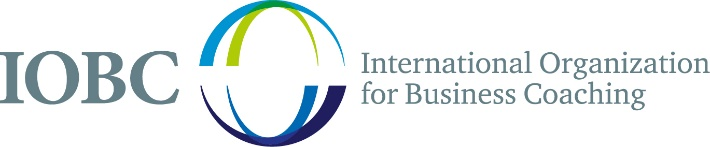 IOBC
International Organization
for Business Coaching